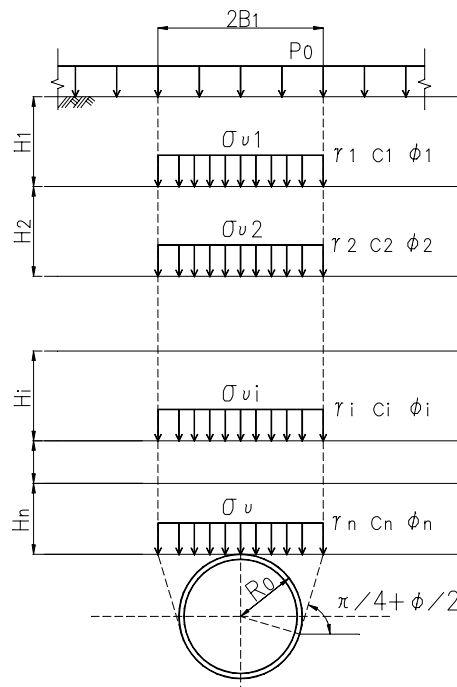 2B1
P0
H1
σv1
γ1 c1 φ1
H2
σv2
γ2 c2 φ2
Hi
σvi
γi ci φi
Hn
σv
γn cn φn
R0
π/4+φ/2